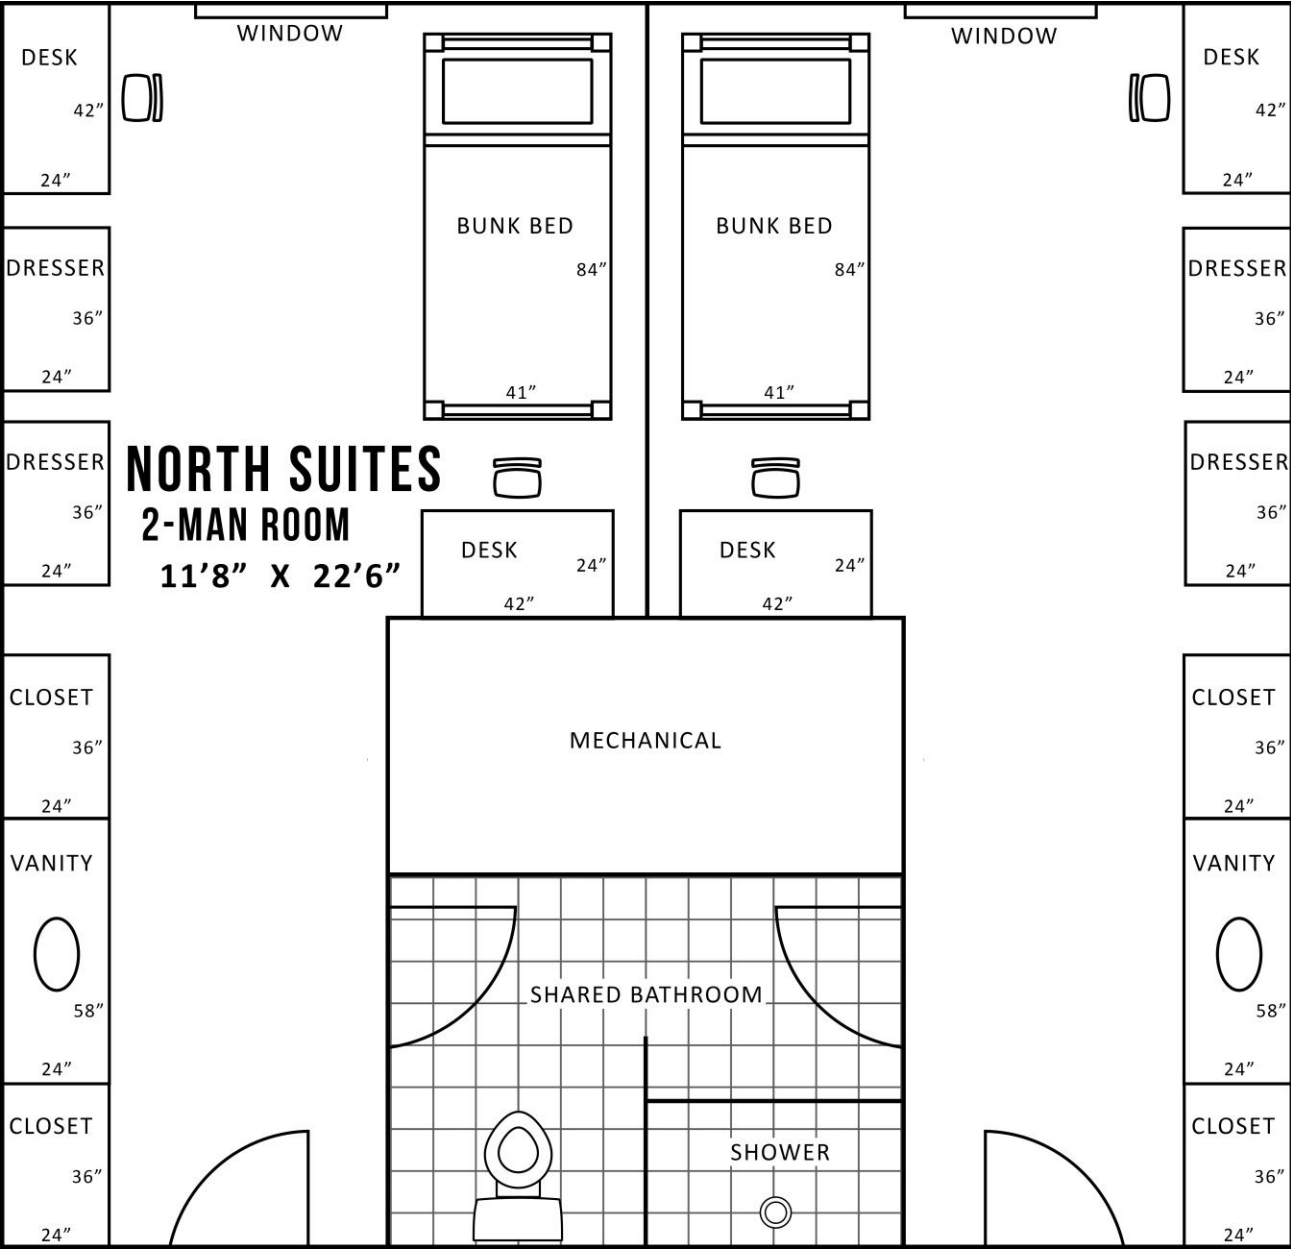 WINDOW
WINDOW
DESK
42”
24”
DESK
42”
24”
BUNK BED
84”
41”
BUNK BED
84”
41”
DRESSER
36”
24”
DRESSER
36”
24”
DRESSER
36”
24”
DRESSER
36”
24”
NORTH SUITES
2-MAN ROOM
11’8” X 22’6”
DESK
24”
42”
DESK
24”
42”
CLOSET
36”
24”
MECHANICAL
CLOSET
36”
24”
VANITY
58”
24”
SHARED BATHROOM
VANITY
58”
24”
CLOSET
36”
24”
SHOWER
CLOSET
36”
24”